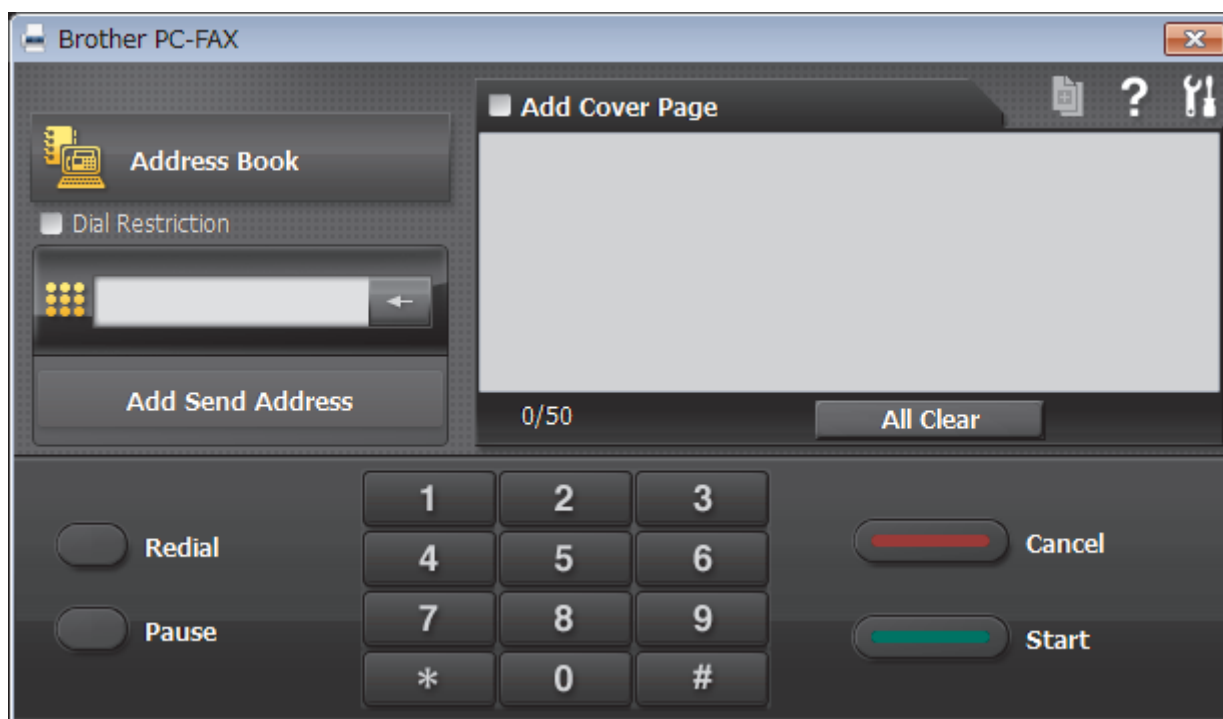 Brother PC-FAX
Add Cover Page
?
Address Book
Dial Restriction
Add Send Address
0/50
All Clear
1 2 3
Redial
4 5 6
Cancel
7 8 9
Pause
Start
* 0 #